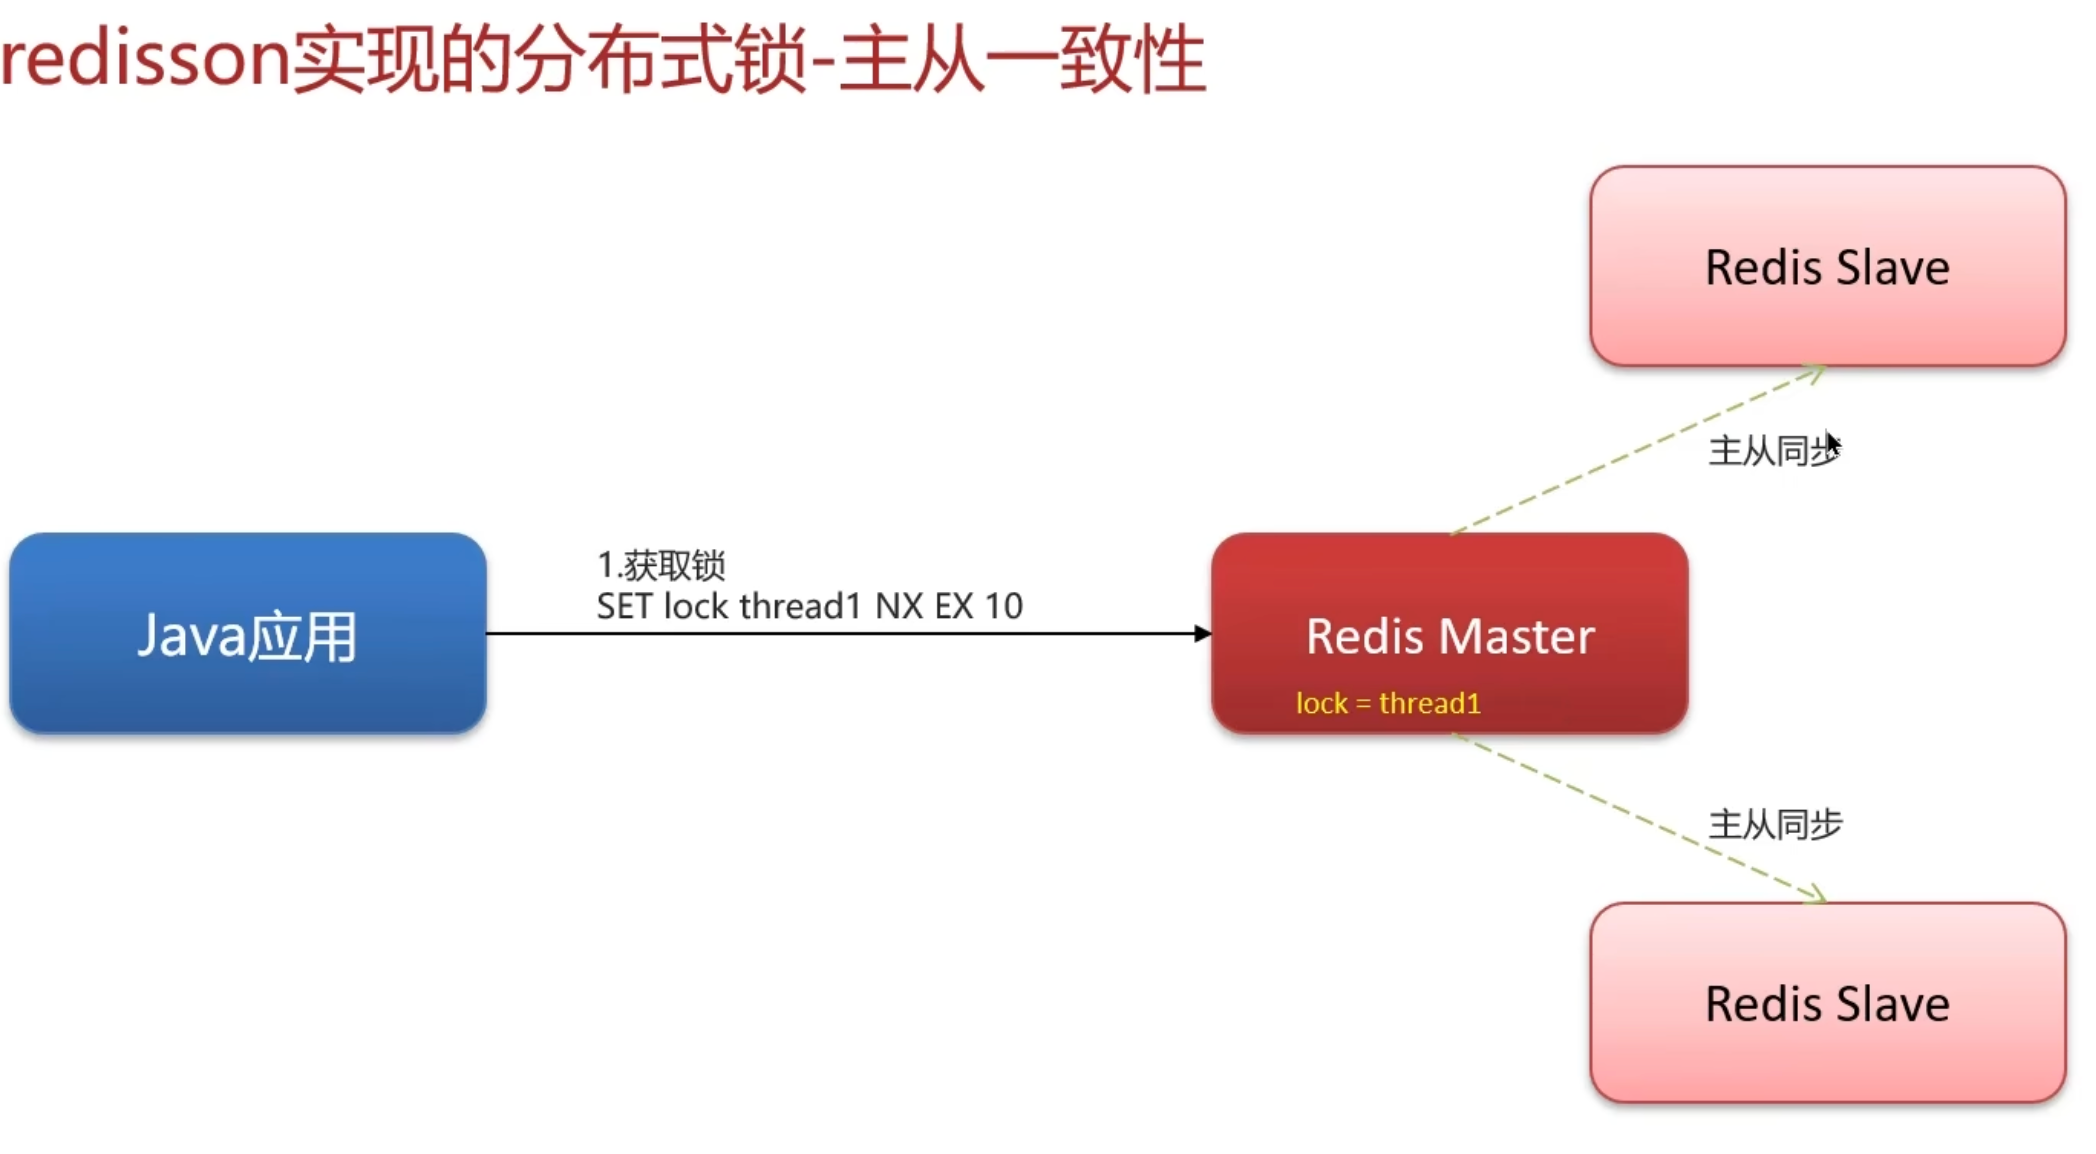 redisson实现的分布式锁-主从一致性
Redis Slave
主从同步
1.获取锁
SET lock thread1 NX EX 10
Java应用
Redis Master
lock = thread1
主从同步
Redis Slave